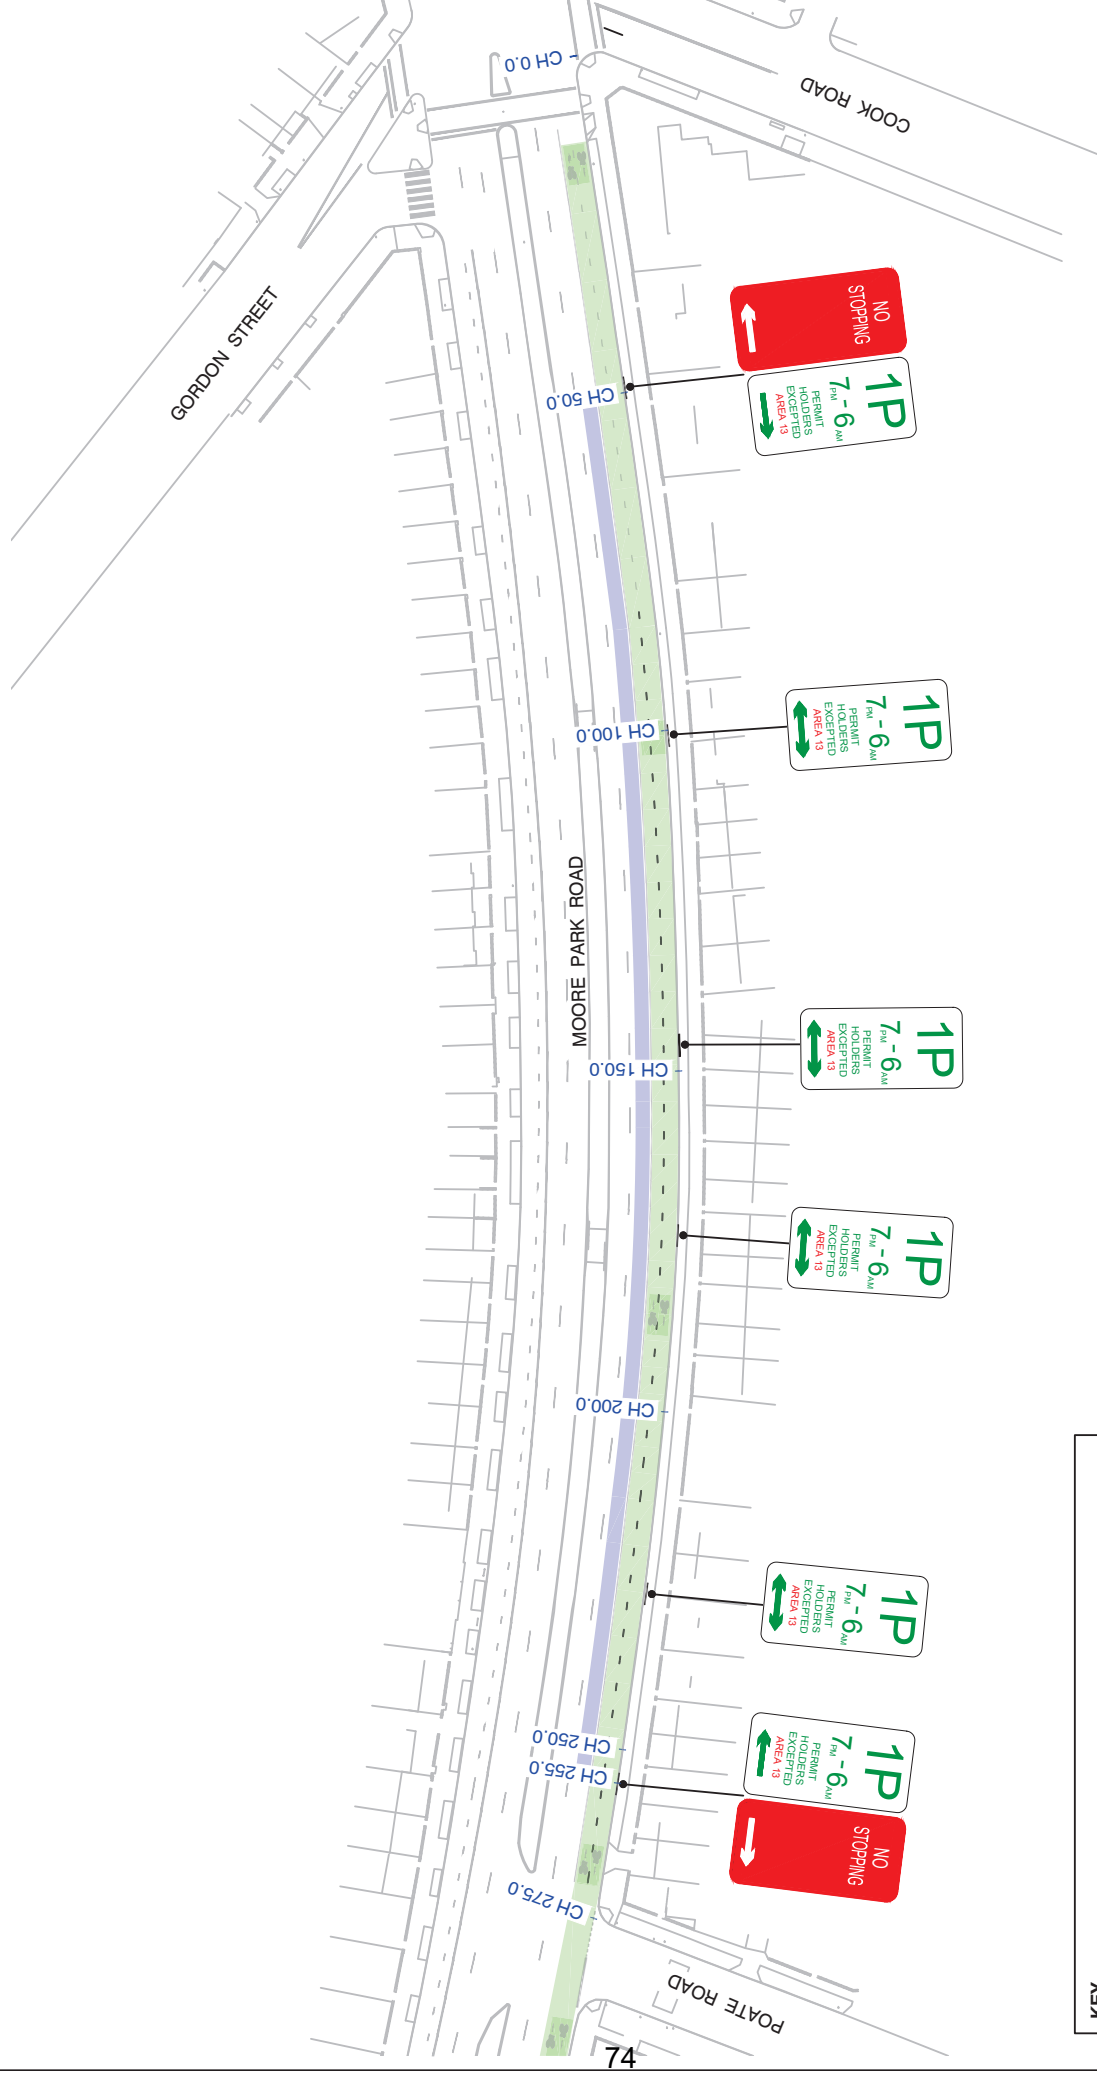 CH 0.0
COOK ROAD
GORDON STREET
NO
STOPPING
CH 50.0
1P
7PM - 6AM
PERMIT
HOLDERS
EXCEPTED
AREA 13
CH 100.0
1P
7PM - 6AM
PERMIT
HOLDERS
EXCEPTED
AREA 13
MOORE PARK ROAD
1P
7PM - 6AM
PERMIT
HOLDERS
EXCEPTED
AREA 13
CH 150.0
1P
7PM - 6AM
PERMIT
HOLDERS
EXCEPTED
AREA 13
CH 200.0
1P
7PM - 6AM
PERMIT
HOLDERS
EXCEPTED
AREA 13
CH 250.0
CH 255.0
1P
7PM - 6AM
PERMIT
HOLDERS
EXCEPTED
AREA 13
NO
STOPPING
CH 275.0
POATE ROAD
74